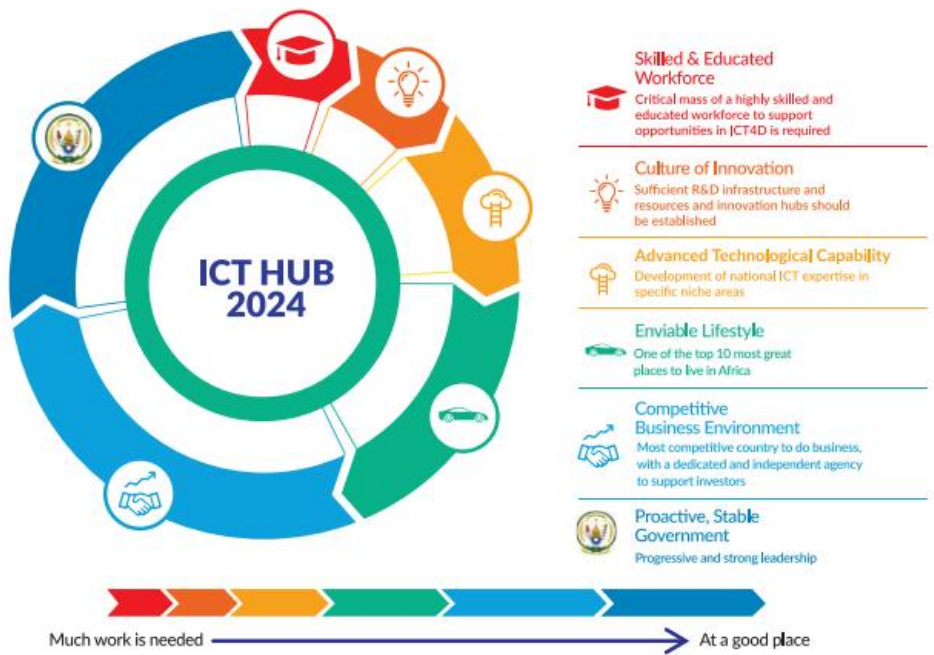 ICT HUB
2024
Skilled & Educated
Workforce
Critical mass of a highly skilled and
educated workforce to support
opportunities in ICT4D is required
Culture of Innovation
Sufficient R&D infrastructure and
resources and innovation hubs should
be established
Advanced Technological Capability
Development of national ICT expertise in
specific niche areas
Enviable Lifestyle
One of the top 10 most great
places to live in Africa
Competitive
Business Environment
Most competitive country to do business,
with a dedicated and independent agency
to support investors
Proactive, Stable
Government
Progressive and strong leadership
Much work is needed
At a good place